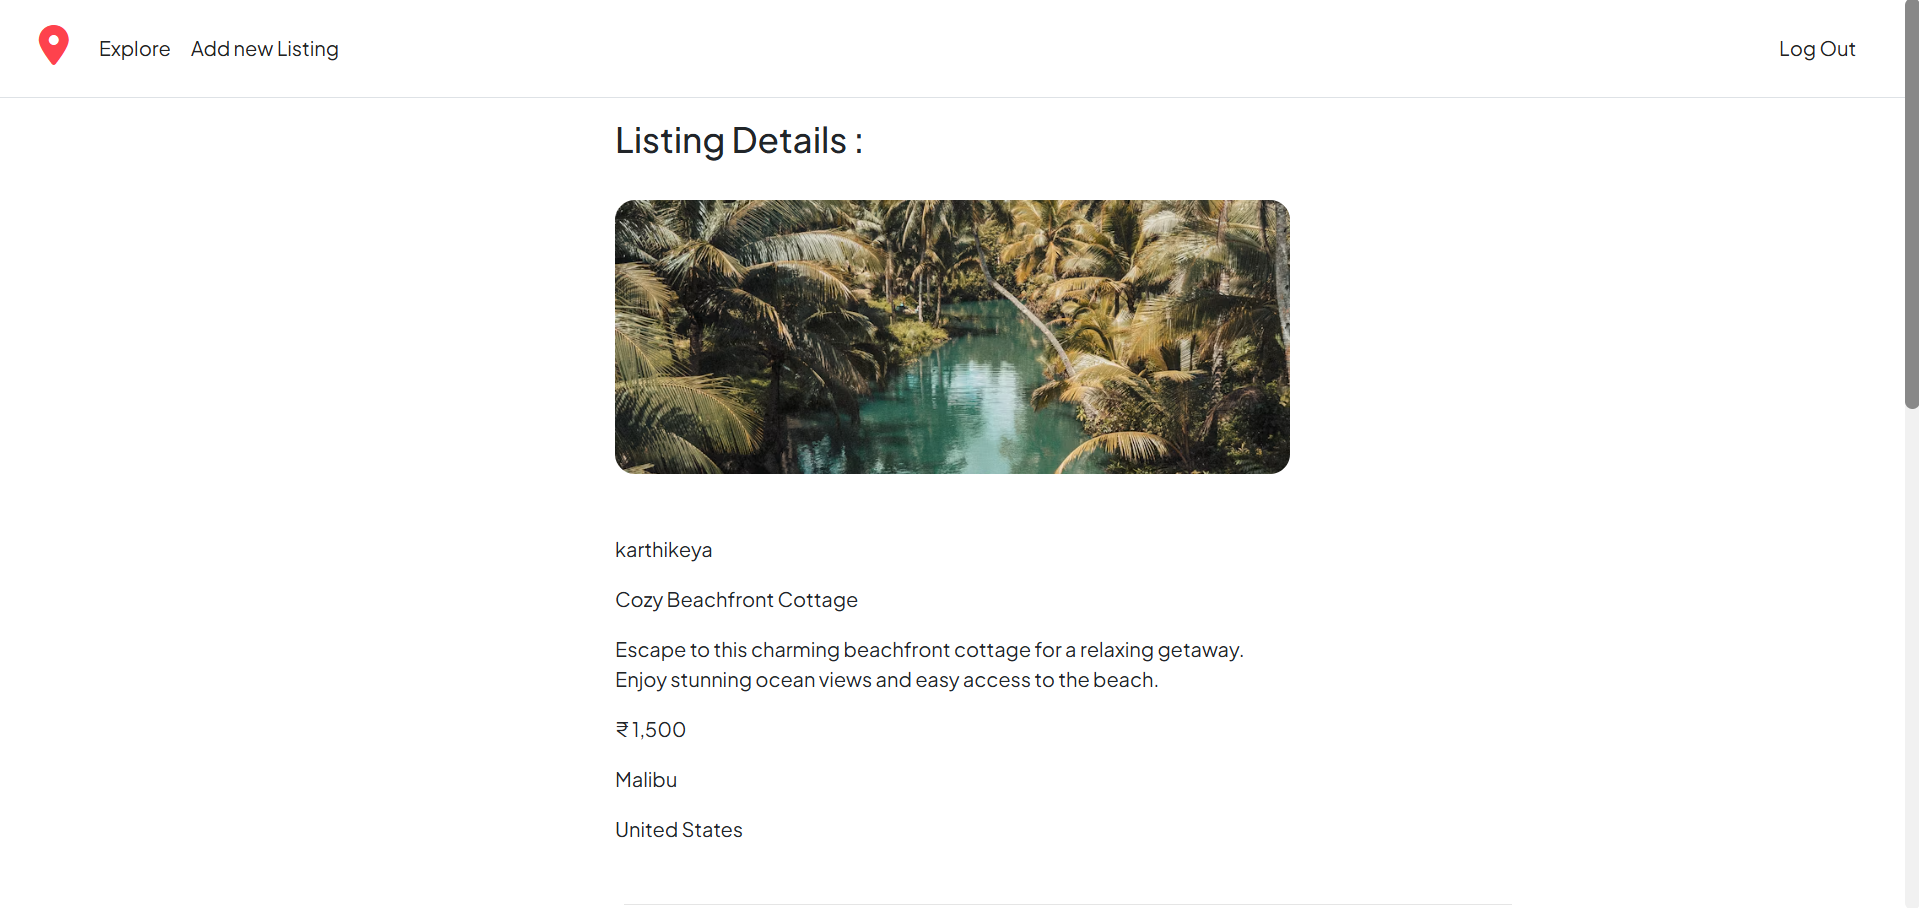 Explore Add new Listing Log Out
Listing Details :
karthikeya
Cozy Beachfront Cottage
Escape to this charming beachfront cottage for a relaxing getaway.
Enjoy stunning ocean views and easy access to the beach.
₹ 1,500
Malibu
United States